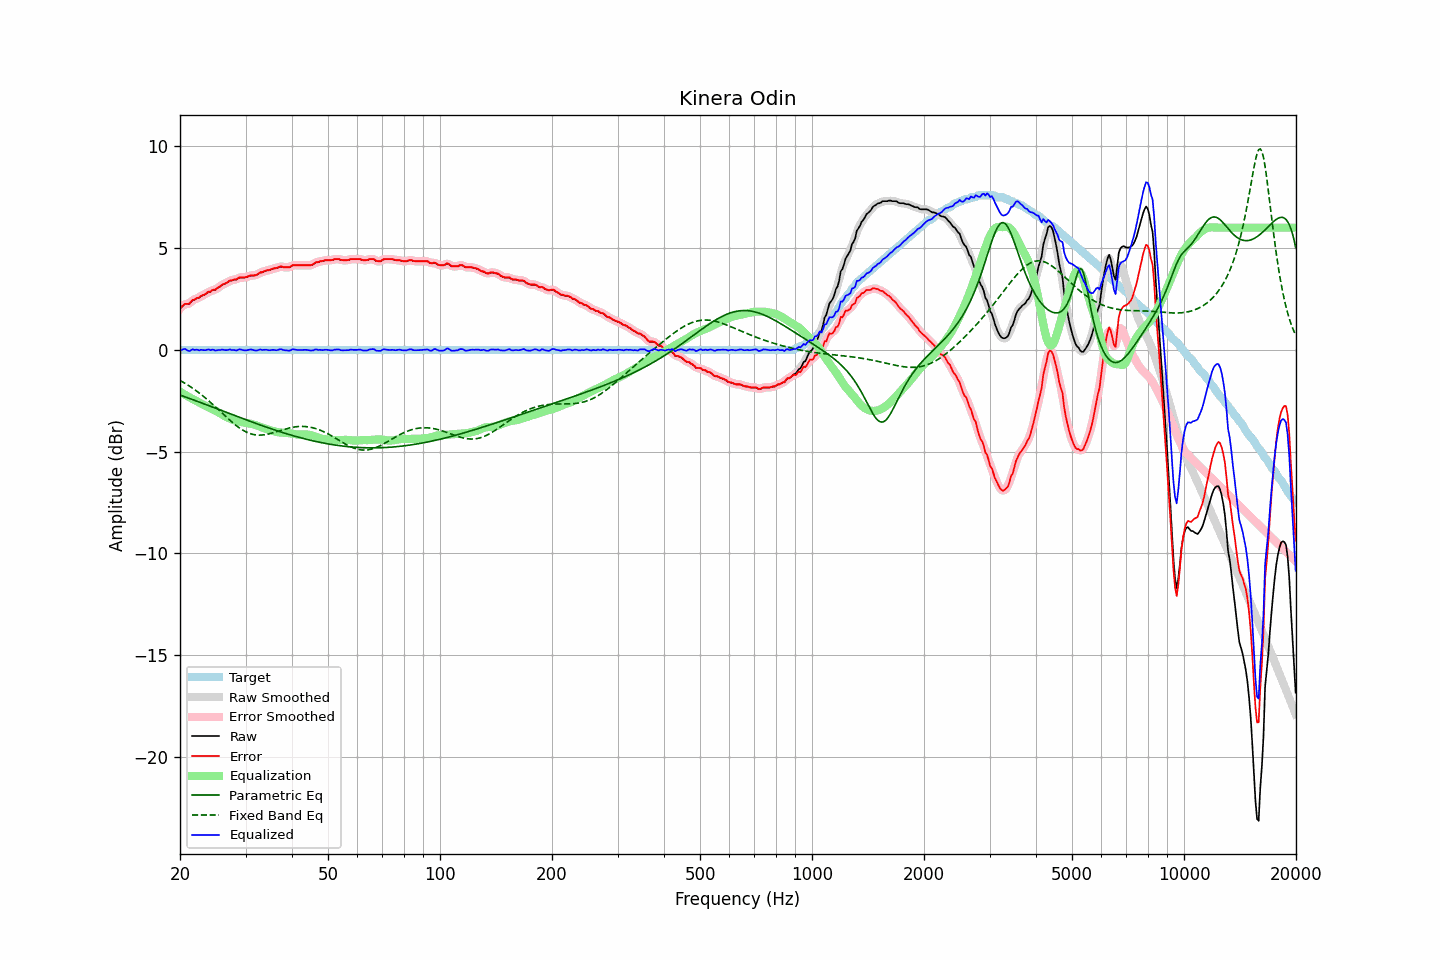 Kinera Odin
10
5
0
−5
−10
−15
−20
Amplitude (dBr)
Target
Raw Smoothed
Error Smoothed
Raw
Error
Equalization
Parametric Eq
Fixed Band Eq
Equalized
20 50 100 200 500 1000 2000 5000 10000 20000
Frequency (Hz)